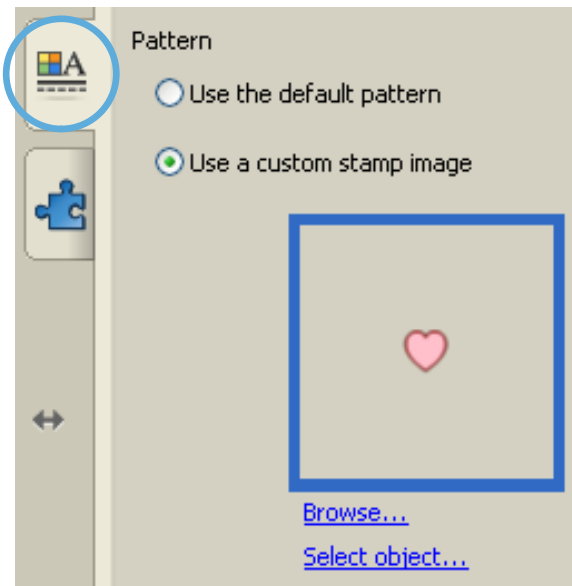 A
Pattern
Use the default pattern
Use a custom stamp image
Browse...
Select object...